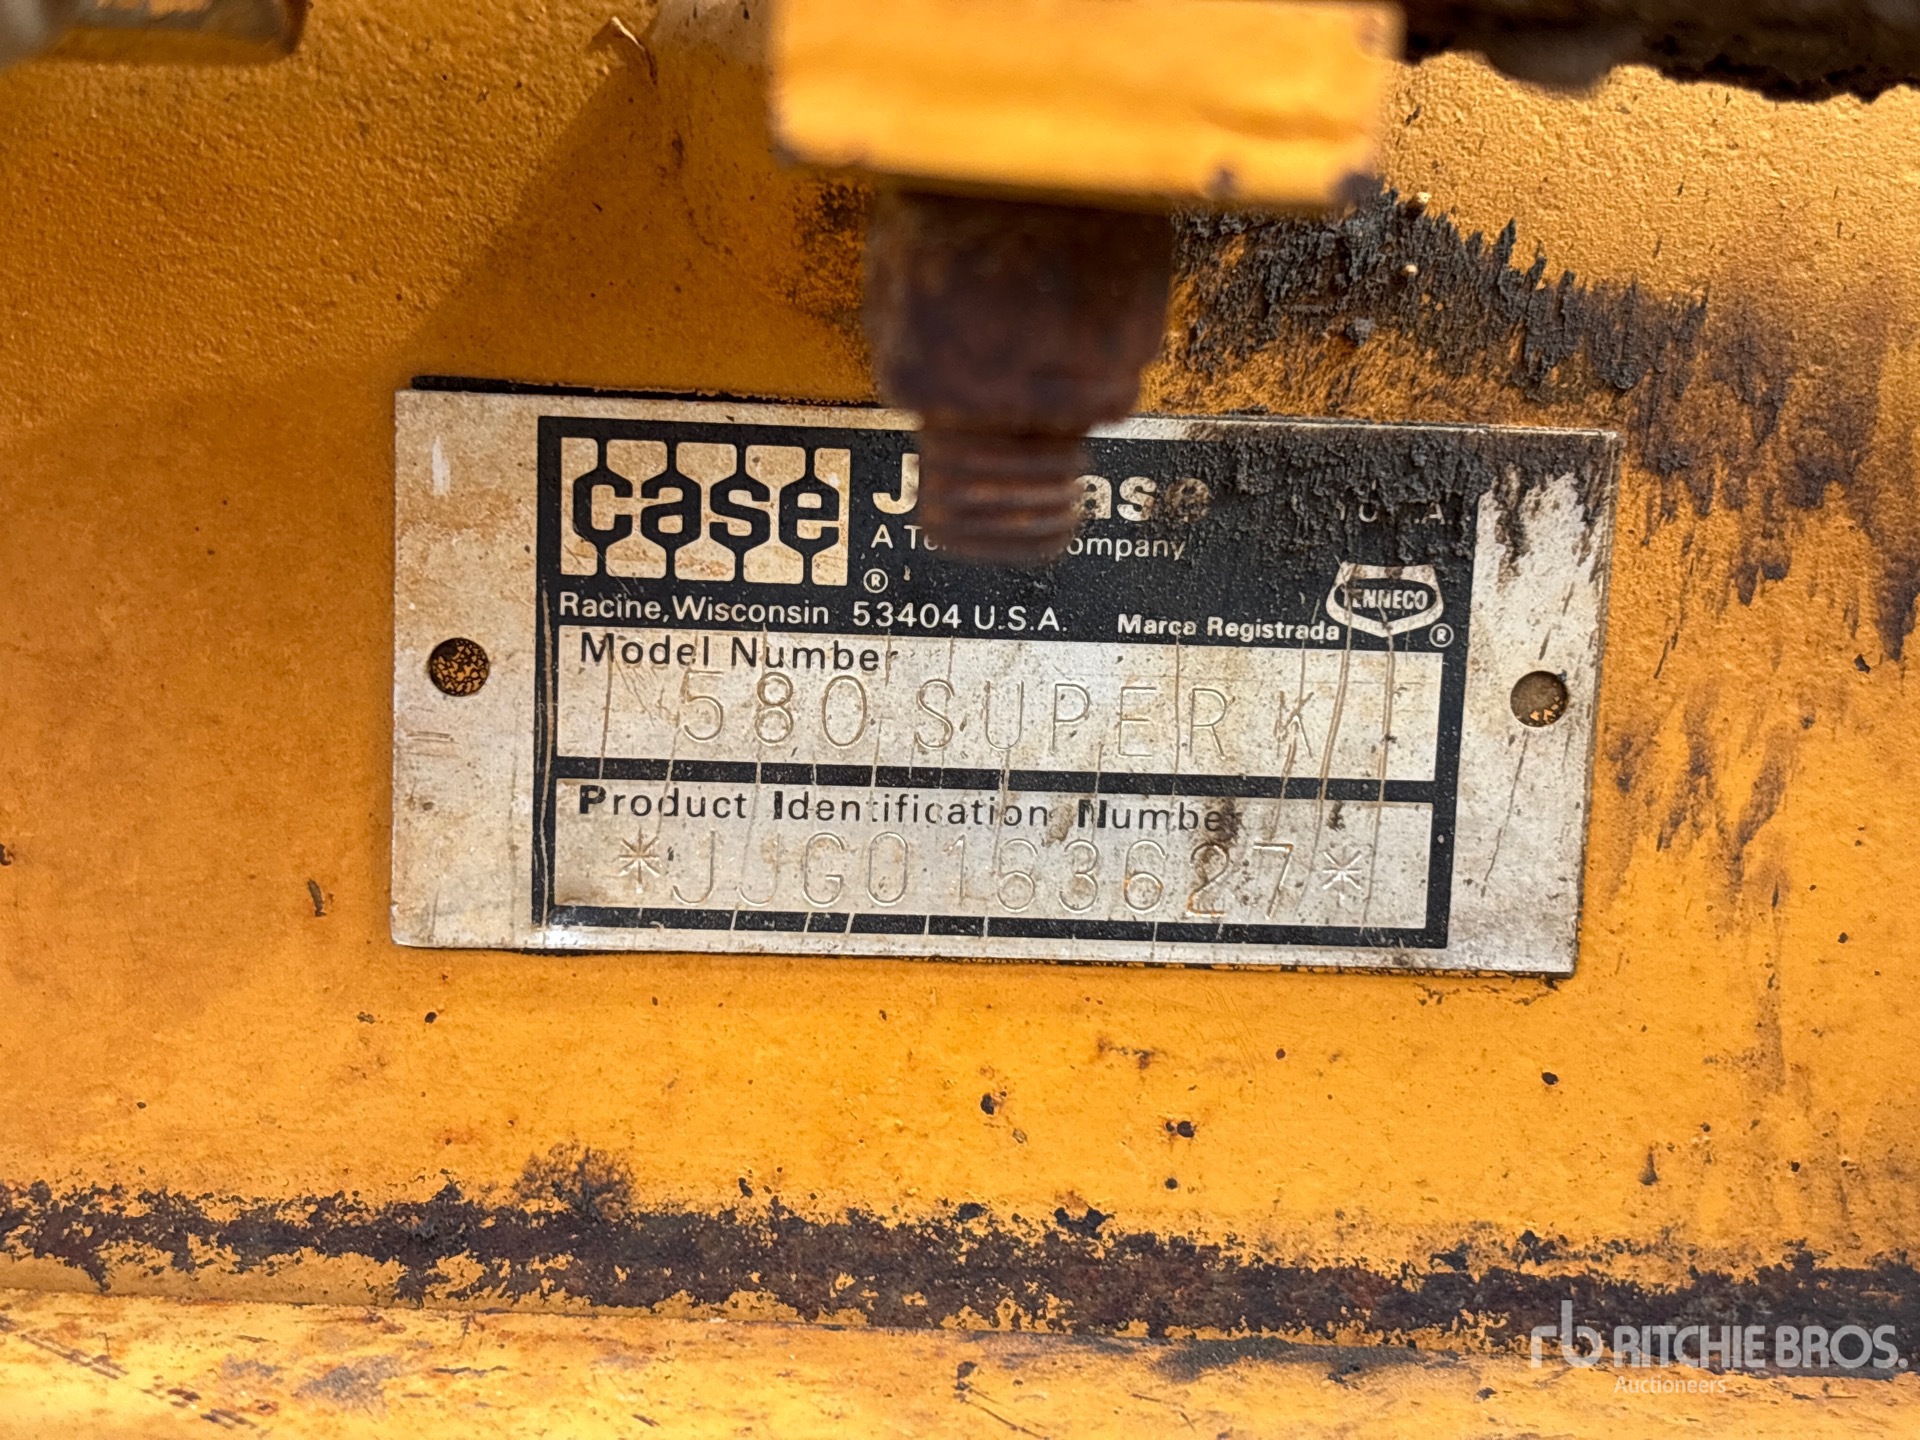 case
A
ompany
®
Racine, Wisconsin 53404 U.S.A.
Marca Registrada
TENNECO
®
Model Number
580 SUPER K
Product Identification Number
*JJG0163627*
rb RITCHIE BROS.
Auctioneers